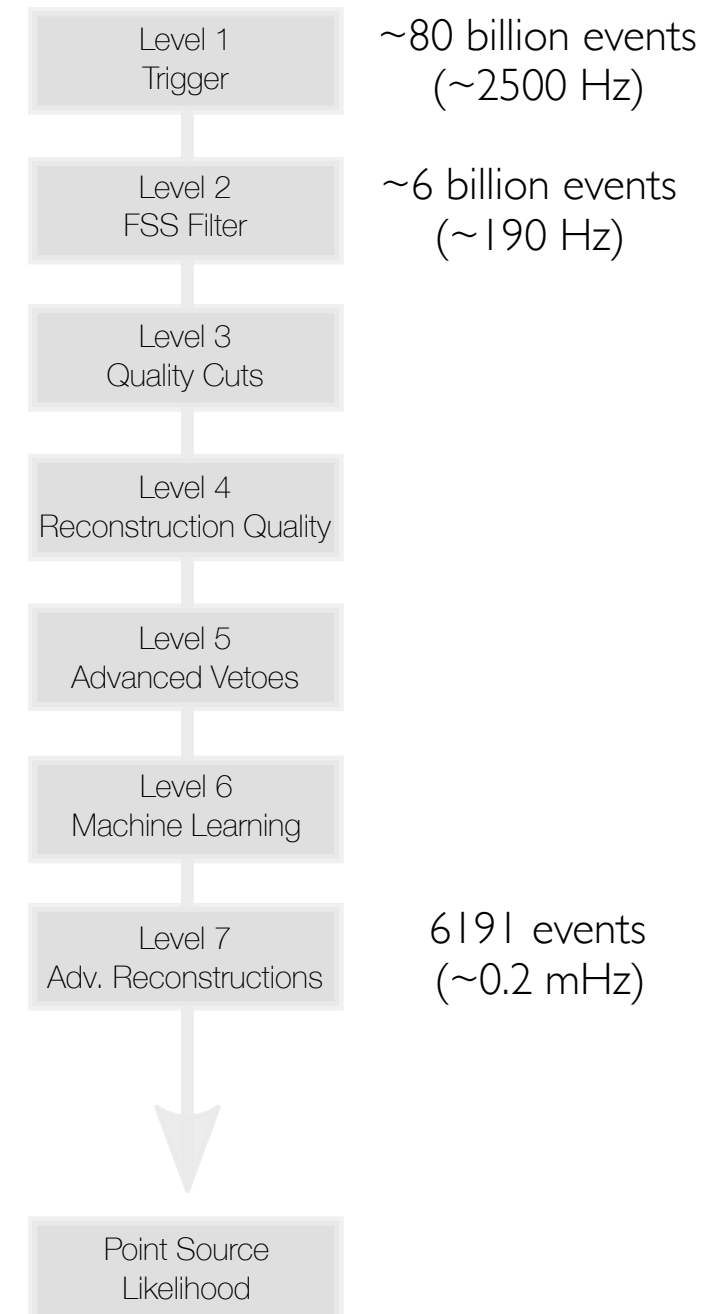 Level 1
Trigger
~80 billion events
(~2500 Hz)
Level 2
FSS Filter
~6 billion events
(~190 Hz)
Level 3
Quality Cuts
Level 4
Reconstruction Quality
Level 5
Advanced Vetoes
Level 6
Machine Learning
Level 7
Adv. Reconstructions
6191 events
(~0.2 mHz)
Point Source
Likelihood